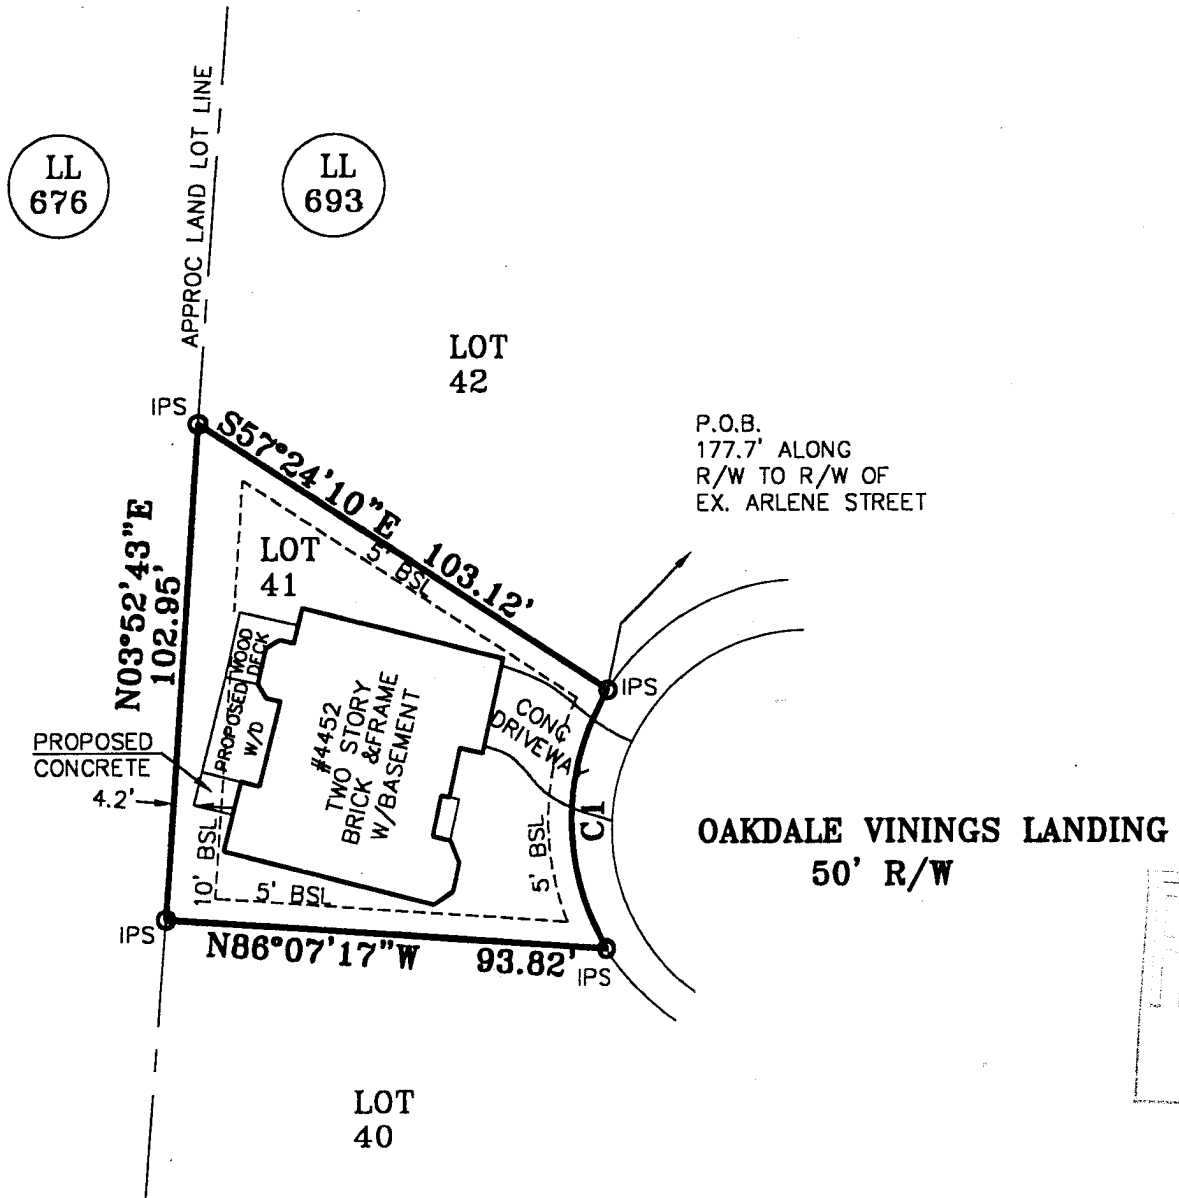 APPROC LAND LOT LINE
LL
676
LL
693
LOT
42
IPS
S57°24'10"E 103.12'
P.O.B.
177.7' ALONG
R/W TO R/W OF
EX. ARLENE STREET
N03°52'43"E
102.95'
LOT
41
5' BSL
WOOD
DECK
PROPOSED
W/D
#4452
TWO STORY
BRICK &FRAME
W/BASEMENT
CONC
DRIVEWAY
IPS
PROPOSED
CONCRETE
4.2'
C1
OAKDALE VININGS LANDING
50' R/W
10' BSL
5' BSL
5' BSL
IPS
N86°07'17"W 93.82'
IPS
LOT
40